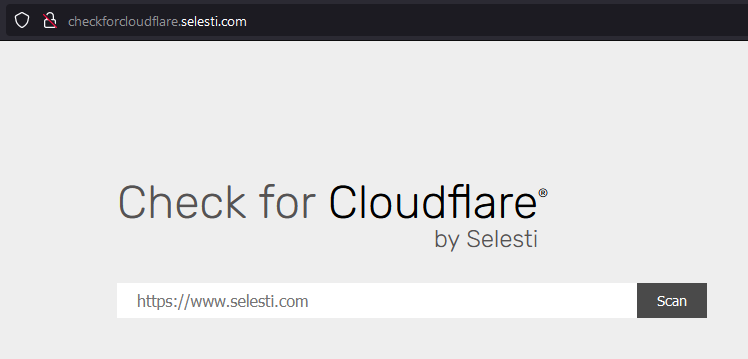 checkforcloudflare.selesti.com
Check for Cloudflare®
by Selesti
https://www.selesti.com Scan